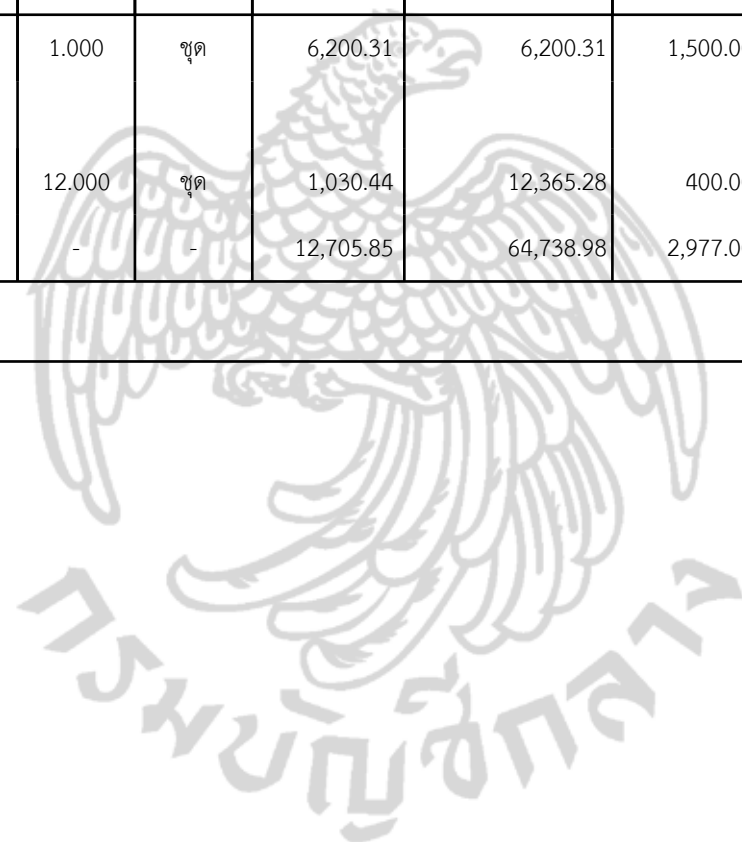 1.000 ชุด 6,200.31 6,200.31 1,500.0
12.000 ชุด 1,030.44 12,365.28 400.0
- - 12,705.85 64,738.98 2,977.0
กรมบัญชีกลาง